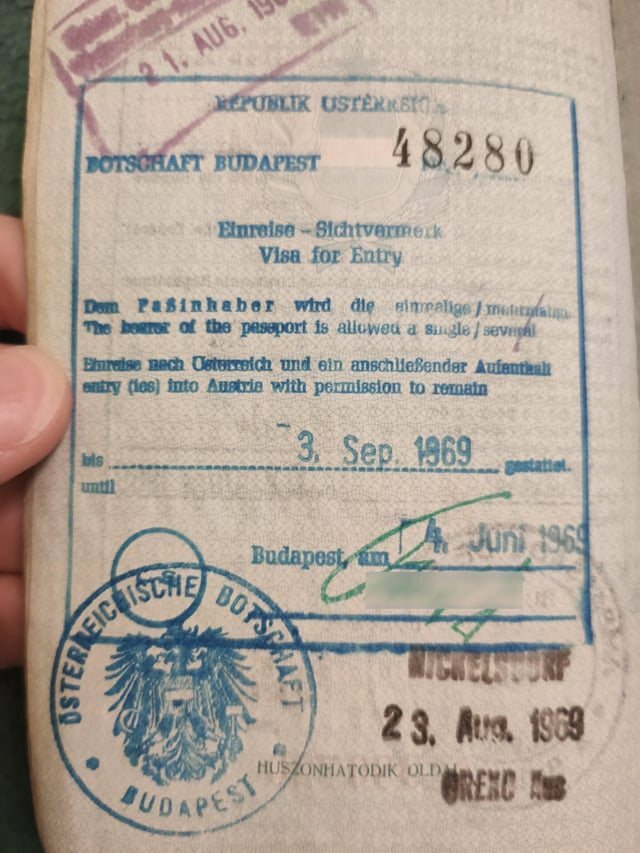 21. AUG. 196
REPUBLIK ÖSTERREICH
BOTSCHAFT BUDAPEST
48280
Einreise - Sichtvermerk
Visa for Entry
Dem Paßinhaber wird die einmalige / mehrmalige
The bearer of the passport is allowed a single / several
Einreise nach Österreich und ein anschließender Aufenthalt
entry (ies) into Austria with permission to remain
bis - 3. Sep. 1969 gestattet.
until
Budapest, am 4. Juni 1969
ÖSTERREICHISCHE BOTSCHAFT
BUDAPEST
NICKELSDORF
23. Aug. 1969
HUSZONHATODIK OLDAL
Aus